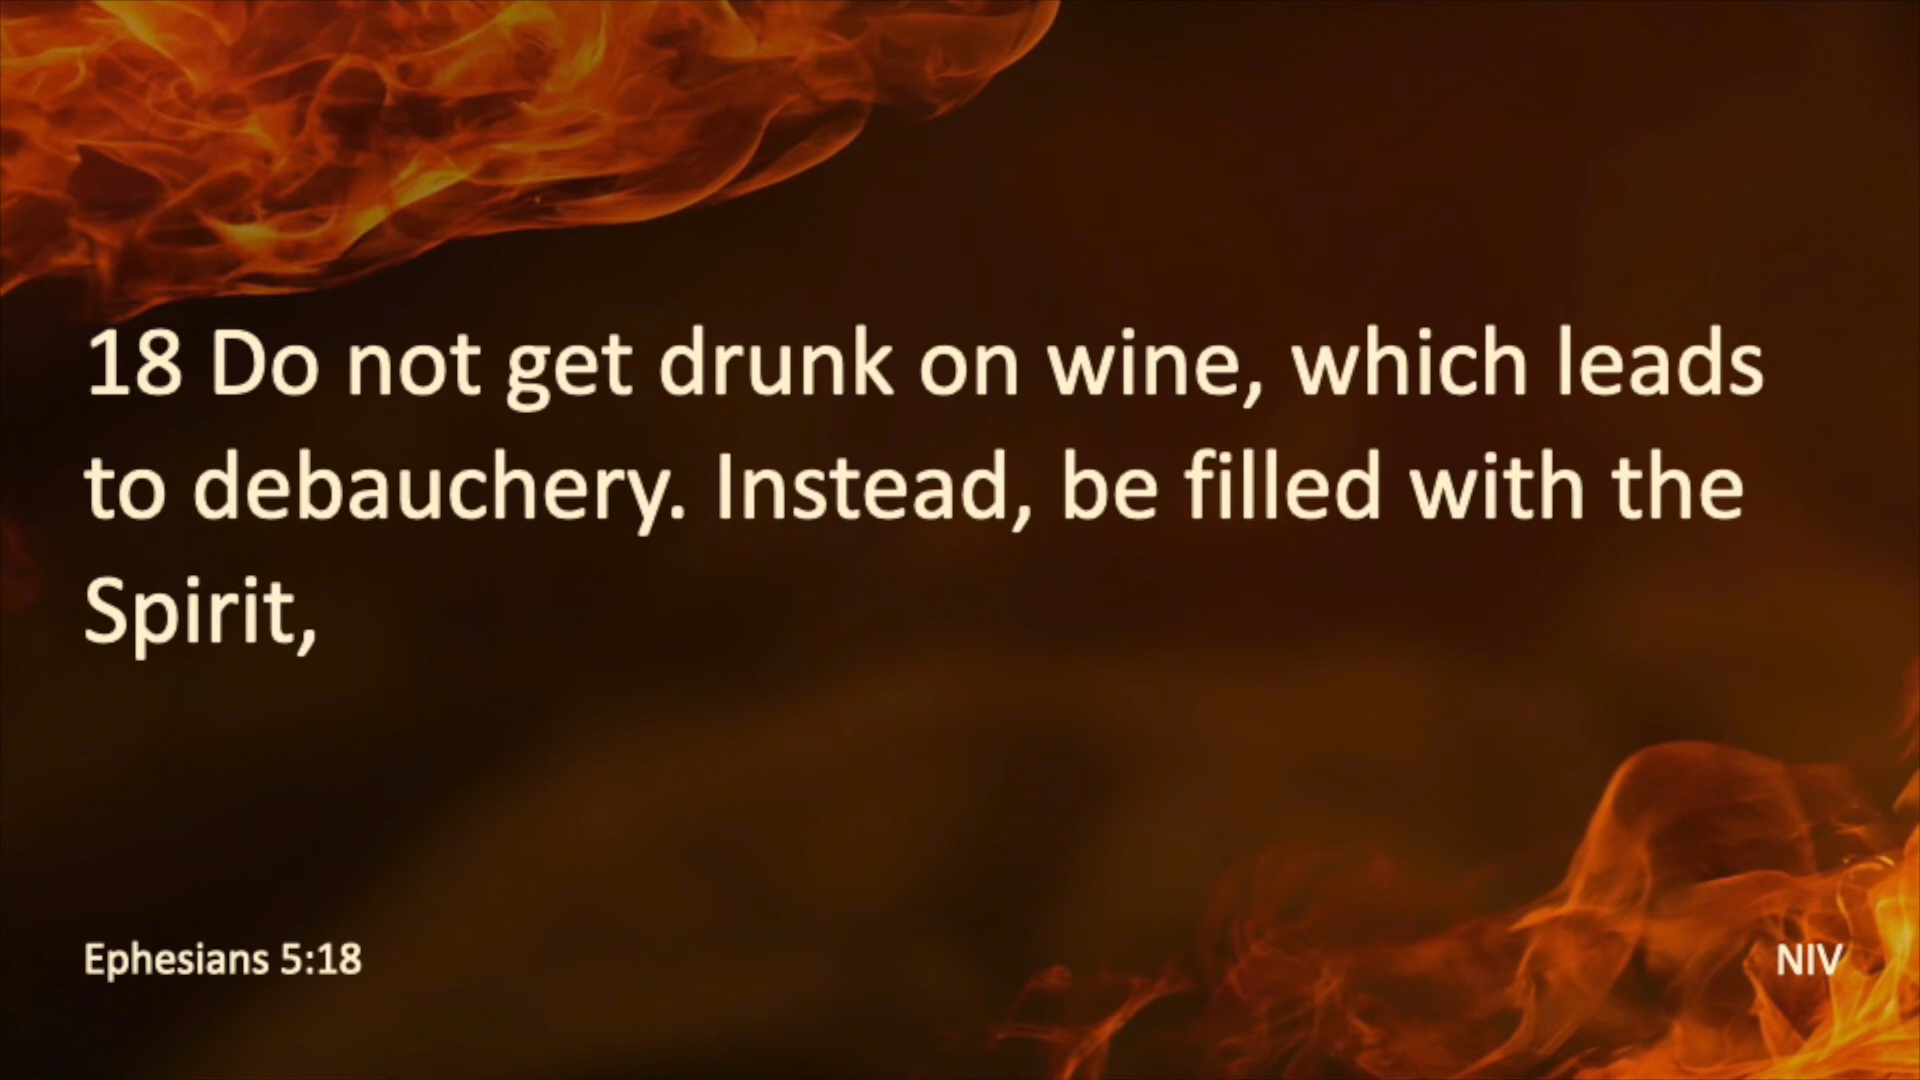 18 Do not get drunk on wine, which leads
to debauchery. Instead, be filled with the
Spirit,
Ephesians 5:18
NIV